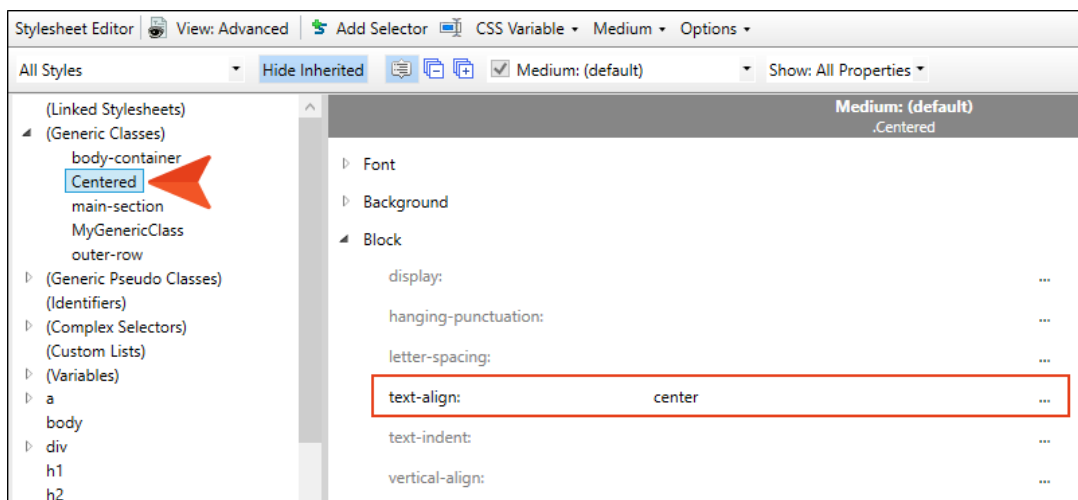 Stylesheet Editor View: Advanced Add Selector CSS Variable Medium Options
All Styles Hide Inherited Medium: (default) Show: All Properties
(Linked Stylesheets)
(Generic Classes)
body-container
Centered
main-section
MyGenericClass
outer-row
(Generic Pseudo Classes)
(Identifiers)
(Complex Selectors)
(Custom Lists)
(Variables)
a
body
div
h1
h2
Medium: (default)
.Centered
Font
Background
Block
display: ...
hanging-punctuation: ...
letter-spacing: ...
text-align: center ...
text-indent: ...
vertical-align: ...